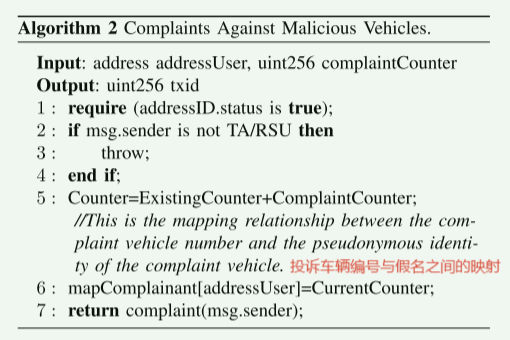 Algorithm 2 Complaints Against Malicious Vehicles.
Input: address addressUser, uint256 complaintCounter
Output: uint256 txid
1 : require (addressID.status is true);
2 : if msg.sender is not TA/RSU then
3 : throw;
4 : end if;
5 : Counter=ExistingCounter+ComplaintCounter;
//This is the mapping relationship between the com-
plaint vehicle number and the pseudonymous identi-
ty of the complaint vehicle. 投诉车辆编号与假名之间的映射
6 : mapComplainant[addressUser]=CurrentCounter;
7 : return complaint(msg.sender);